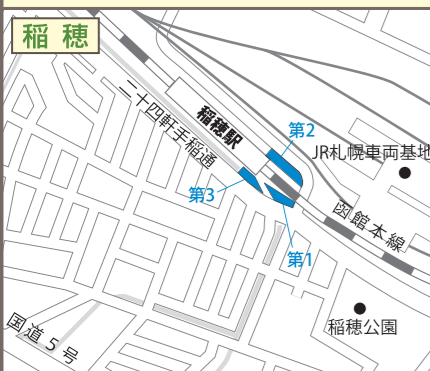 稲穂
二十四軒手稲通
稲穂駅
第2
JR札幌車両基地
第3
函館本線
第1
稲穂公園
国道5号